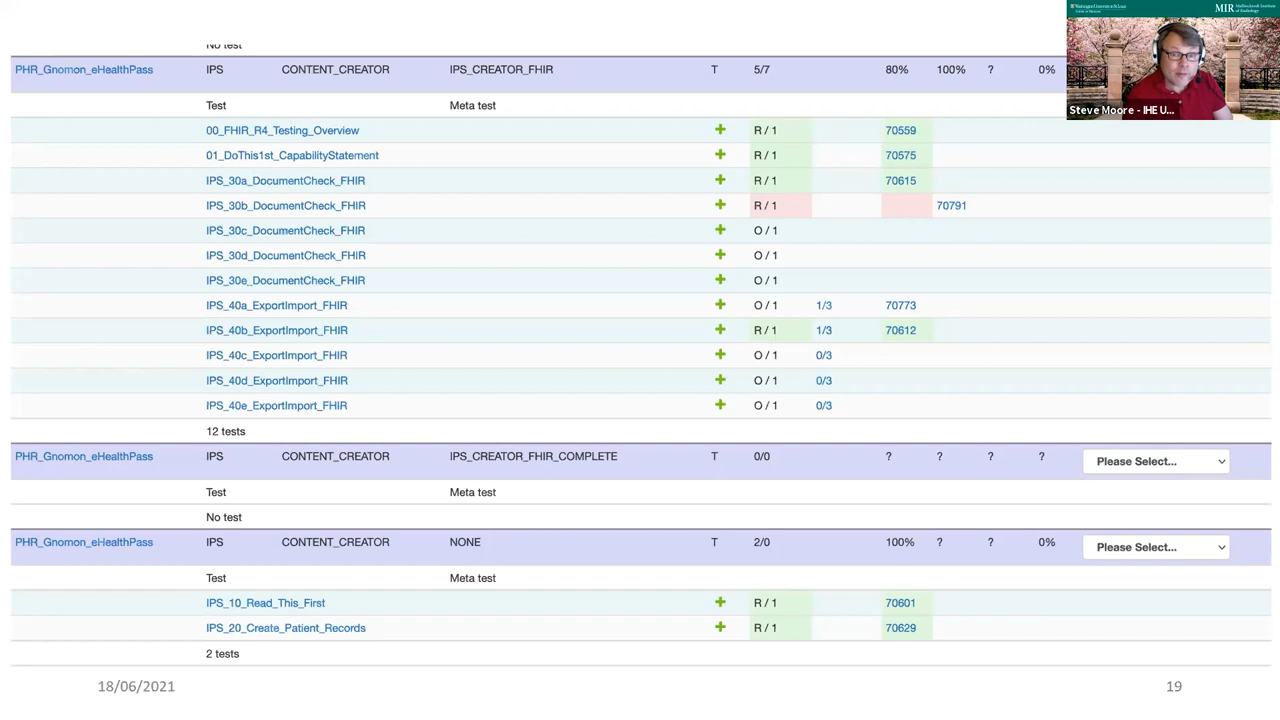 No test
PHR_Gnomon_eHealthPass IPS CONTENT_CREATOR IPS_CREATOR_FHIR T 5/7 80% 100% ? 0%
Test Meta test
00_FHIR_R4_Testing_Overview R / 1 70559
01_DoThis1st_CapabilityStatement R / 1 70575
IPS_30a_DocumentCheck_FHIR R / 1 70615
IPS_30b_DocumentCheck_FHIR R / 1 70791
IPS_30c_DocumentCheck_FHIR O / 1
IPS_30d_DocumentCheck_FHIR O / 1
IPS_30e_DocumentCheck_FHIR O / 1
IPS_40a_ExportImport_FHIR O / 1 1/3 70773
IPS_40b_ExportImport_FHIR R / 1 1/3 70612
IPS_40c_ExportImport_FHIR O / 1 0/3
IPS_40d_ExportImport_FHIR O / 1 0/3
IPS_40e_ExportImport_FHIR O / 1 0/3
12 tests
PHR_Gnomon_eHealthPass IPS CONTENT_CREATOR IPS_CREATOR_FHIR_COMPLETE T 0/0 ? ? ? ? Please Select...
Test Meta test
No test
PHR_Gnomon_eHealthPass IPS CONTENT_CREATOR NONE T 2/0 100% ? ? 0% Please Select...
Test Meta test
IPS_10_Read_This_First R / 1 70601
IPS_20_Create_Patient_Records R / 1 70629
2 tests
18/06/2021 19
MIR
Steve Moore - IHE U...